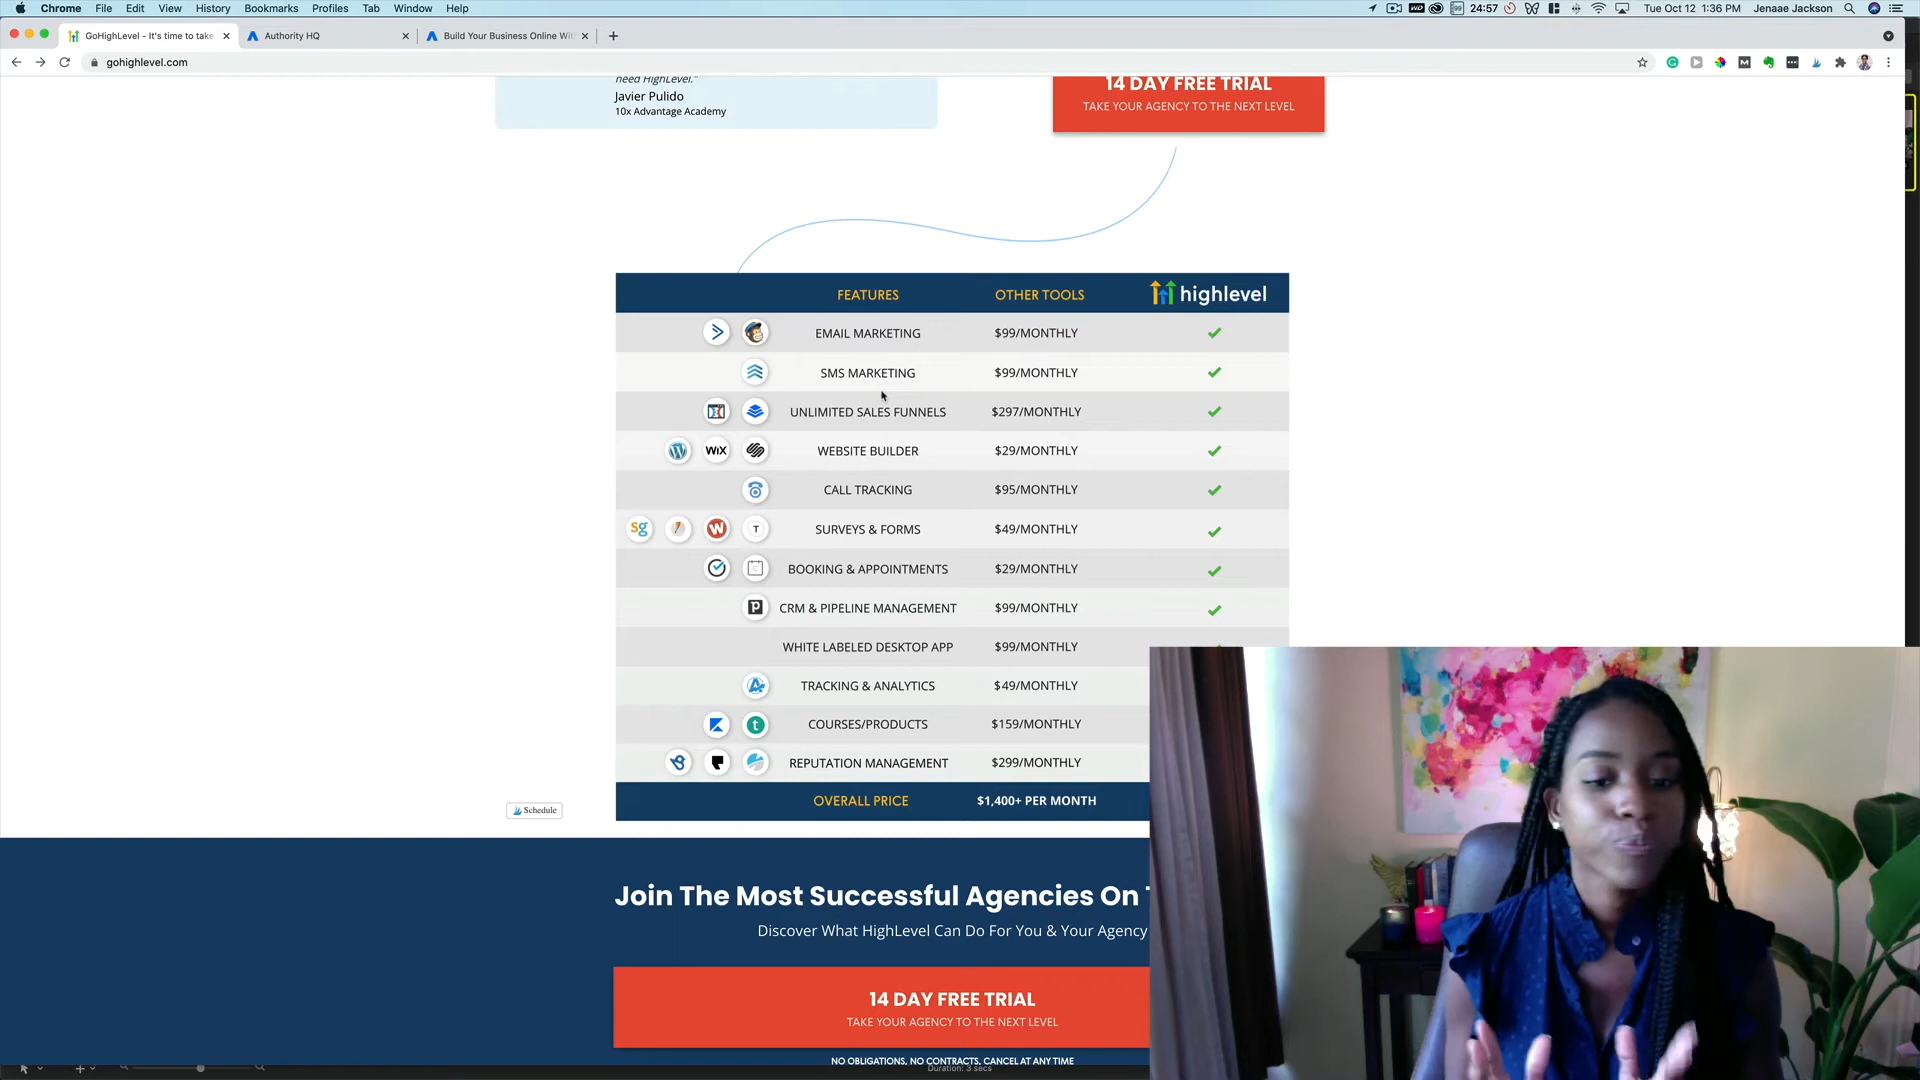 Chrome File Edit View History Bookmarks Profiles Tab Window Help
24:57
Tue Oct 12 1:36 PM Jenaae Jackson
GoHighLevel - It's time to take
Authority HQ
Build Your Business Online Wit
gohighlevel.com
need HighLevel."
Javier Pulido
10x Advantage Academy
14 DAY FREE TRIAL
TAKE YOUR AGENCY TO THE NEXT LEVEL
FEATURES OTHER TOOLS highlevel
EMAIL MARKETING $99/MONTHLY
SMS MARKETING $99/MONTHLY
UNLIMITED SALES FUNNELS $297/MONTHLY
WiX WEBSITE BUILDER $29/MONTHLY
CALL TRACKING $95/MONTHLY
sg W T SURVEYS & FORMS $49/MONTHLY
BOOKING & APPOINTMENTS $29/MONTHLY
CRM & PIPELINE MANAGEMENT $99/MONTHLY
WHITE LABELED DESKTOP APP $99/MONTHLY
TRACKING & ANALYTICS $49/MONTHLY
COURSES/PRODUCTS $159/MONTHLY
REPUTATION MANAGEMENT $299/MONTHLY
OVERALL PRICE $1,400+ PER MONTH
Schedule
Join The Most Successful Agencies On
Discover What HighLevel Can Do For You & Your Agency
14 DAY FREE TRIAL
TAKE YOUR AGENCY TO THE NEXT LEVEL
NO OBLIGATIONS, NO CONTRACTS, CANCEL AT ANY TIME
Duration: 3 secs